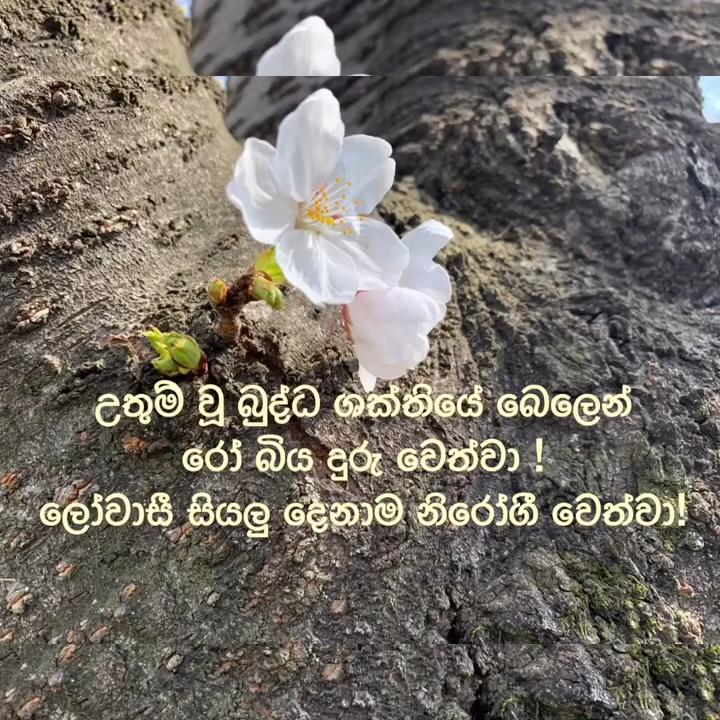 උතුම් වූ බුද්ධ ශක්තියේ බෙලෙන්
රෝ බිය දුරු වෙත්වා !
ලෝවාසී සියලු දෙනාම නිරෝගී වෙත්වා!